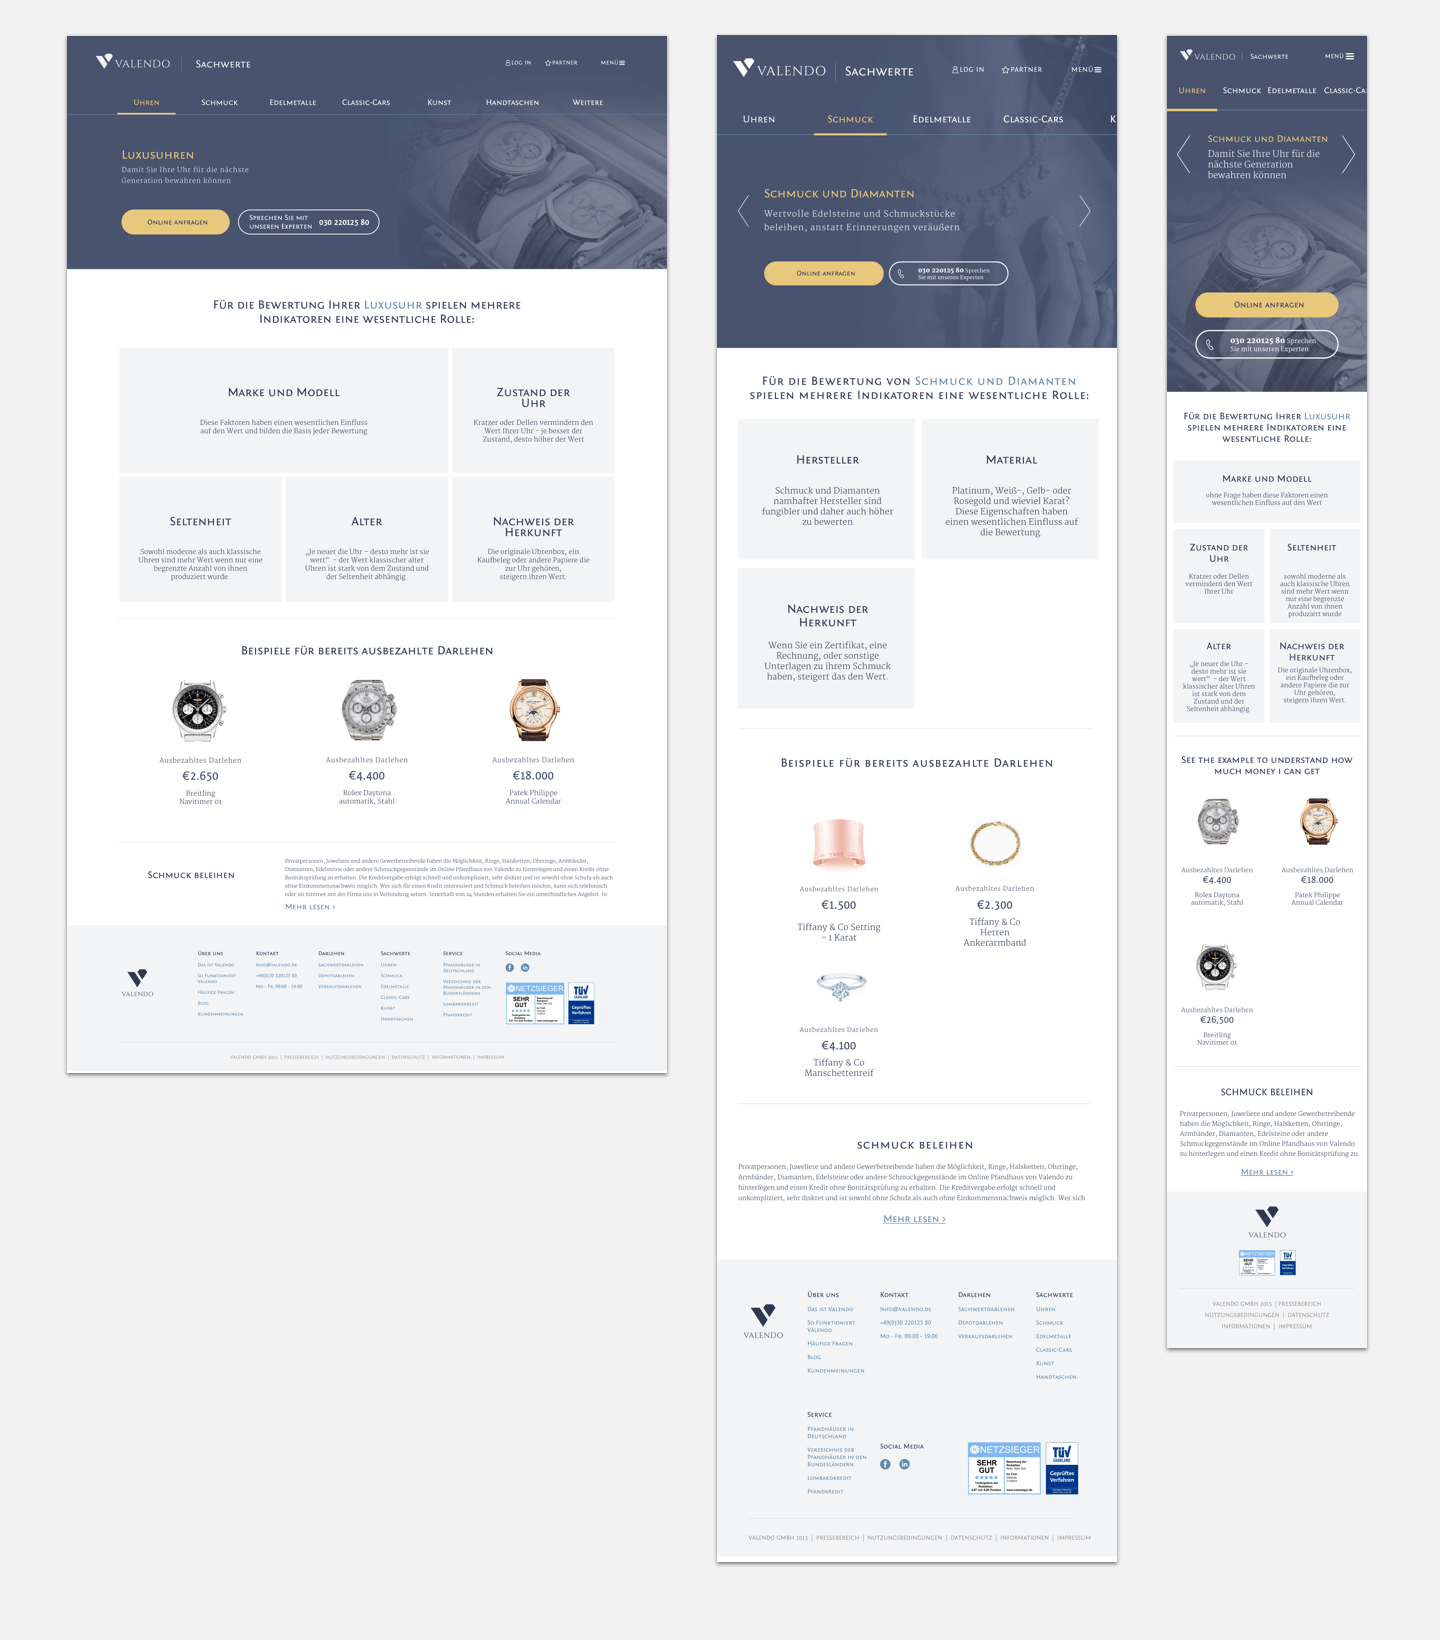 VALENDO
SACHWERTE
LOG IN
PARTNER
MENÜ
UHREN
SCHMUCK
EDELMETALLE
CLASSIC-CARS
KUNST
HANDTASCHEN
WEITERE
LUXUSUHREN
Damit Sie Ihre Uhr für die nächste
Generation bewahren können
ONLINE ANFRAGEN
SPRECHEN SIE MIT
UNSEREN EXPERTEN
030 220125 80
FÜR DIE BEWERTUNG IHRER LUXUSUHR SPIELEN MEHRERE
INDIKATOREN EINE WESENTLICHE ROLLE:
MARKE UND MODELL
Diese Faktoren haben einen wesentlichen Einfluss
auf den Wert und bilden die Basis jeder Bewertung
ZUSTAND DER
UHR
Kratzer oder Dellen vermindern den
Wert Ihrer Uhr – je besser der
Zustand, desto höher der Wert
SELTENHEIT
Sowohl moderne als auch klassische
Uhren sind mehr Wert wenn nur eine
begrenzte Anzahl von ihnen
produziert wurde.
ALTER
„Je neuer die Uhr – desto mehr ist sie
wert“ – der Wert klassischer alter
Uhren ist stark von dem Zustand und
der Seltenheit abhängig.
NACHWEIS DER
HERKUNFT
Die originale Uhrenbox, ein
Kaufbeleg oder andere Papiere die
zur Uhr gehören,
steigern ihren Wert.
BEISPIELE FÜR BEREITS AUSBEZAHLTE DARLEHEN
Ausbezahltes Darlehen
€2.650
Breitling
Navitimer 01
Ausbezahltes Darlehen
€4.400
Rolex Daytona
automatik, Stahl
Ausbezahltes Darlehen
€18.000
Patek Philippe
Annual Calendar
SCHMUCK BELEIHEN
Privatpersonen, Juweliere und andere Gewerbetreibende haben die Möglichkeit, Ringe, Halsketten, Ohrringe, Armbänder,
Diamanten, Edelsteine oder andere Schmuckgegenstände im Online Pfandhaus von Valendo zu hinterlegen und einen Kredit ohne
Bonitätsprüfung zu erhalten. Die Kreditvergabe erfolgt schnell und unkompliziert, sehr diskret und ist sowohl ohne Schufa als auch
ohne Einkommensnachweis möglich. Wer sich für einen Kredit interessiert und Schmuck beleihen möchte, kann sich telefonisch
oder im Internet mit der Firma uns in Verbindung setzen. Innerhalb von 24 Stunden erhalten Sie ein unverbindliches Angebot. In
MEHR LESEN >
VALENDO
ÜBER UNS
DAS IST VALENDO
SO FUNKTIONIERT
VALENDO
HÄUFIGE FRAGEN
BLOG
KUNDENMEINUNGEN
KONTAKT
INFO@VALENDO.DE
+49(0)30 220125 80
MO - FR: 09:00 - 19:00
DARLEHEN
SACHWERTDARLEHEN
DEPOTDARLEHEN
VERKAUFSDARLEHEN
SACHWERTE
UHREN
SCHMUCK
EDELMETALLE
CLASSIC-CARS
KUNST
HANDTASCHEN
SERVICE
PFANDHÄUSER IN
DEUTSCHLAND
VERZEICHNIS DER
PFANDHÄUSER IN DEN
BUNDESLÄNDERN
LOMBARDKREDIT
PFANDKREDIT
SOCIAL MEDIA
NETZSIEGER
SEHR
GUT
TÜV
SAARLAND
Geprüftes
Verfahren
VALENDO GMBH 2015 | PRESSEBEREICH | NUTZUNGSBEDINGUNGEN | DATENSCHUTZ | INFORMATIONEN | IMPRESSUM
VALENDO
SACHWERTE
LOG IN
PARTNER
MENÜ
UHREN
SCHMUCK
EDELMETALLE
CLASSIC-CARS
K
SCHMUCK UND DIAMANTEN
Wertvolle Edelsteine und Schmuckstücke
beleihen, anstatt Erinnerungen veräußern
ONLINE ANFRAGEN
030 220125 80 Sprechen
Sie mit unseren Experten
FÜR DIE BEWERTUNG VON SCHMUCK UND DIAMANTEN
SPIELEN MEHRERE INDIKATOREN EINE WESENTLICHE ROLLE:
HERSTELLER
Schmuck und Diamanten
namhafter Hersteller sind
fungibler und daher auch höher
zu bewerten
MATERIAL
Platinum, Weiß-, Gelb- oder
Rosegold und wieviel Karat?
Diese Eigenschaften haben
einen wesentlichen Einfluss auf
die Bewertung.
NACHWEIS DER
HERKUNFT
Wenn Sie ein Zertifikat, eine
Rechnung, oder sonstige
Unterlagen zu ihrem Schmuck
haben, steigert das den Wert.
BEISPIELE FÜR BEREITS AUSBEZAHLTE DARLEHEN
Ausbezahltes Darlehen
€1.500
Tiffany & Co Setting
- 1 Karat
Ausbezahltes Darlehen
€2.300
Tiffany & Co
Herren
Ankerarmband
Ausbezahltes Darlehen
€4.100
Tiffany & Co
Manschettenreif
SCHMUCK BELEIHEN
Privatpersonen, Juweliere und andere Gewerbetreibende haben die Möglichkeit, Ringe, Halsketten, Ohrringe,
Armbänder, Diamanten, Edelsteine oder andere Schmuckgegenstände im Online Pfandhaus von Valendo zu
hinterlegen und einen Kredit ohne Bonitätsprüfung zu erhalten. Die Kreditvergabe erfolgt schnell und
unkompliziert, sehr diskret und ist sowohl ohne Schufa als auch ohne Einkommensnachweis möglich. Wer sich
MEHR LESEN >
VALENDO
ÜBER UNS
DAS IST VALENDO
SO FUNKTIONIERT
VALENDO
HÄUFIGE FRAGEN
BLOG
KUNDENMEINUNGEN
KONTAKT
INFO@VALENDO.DE
+49(0)30 220125 80
MO - FR: 09:00 - 19:00
DARLEHEN
SACHWERTDARLEHEN
DEPOTDARLEHEN
VERKAUFSDARLEHEN
SACHWERTE
UHREN
SCHMUCK
EDELMETALLE
CLASSIC-CARS
KUNST
HANDTASCHEN
SERVICE
PFANDHÄUSER IN
DEUTSCHLAND
VERZEICHNIS DER
PFANDHÄUSER IN DEN
BUNDESLÄNDERN
LOMBARDKREDIT
PFANDKREDIT
SOCIAL MEDIA
NETZSIEGER
SEHR
GUT
TÜV
SAARLAND
Geprüftes
Verfahren
VALENDO GMBH 2015 | PRESSEBEREICH | NUTZUNGSBEDINGUNGEN | DATENSCHUTZ | INFORMATIONEN | IMPRESSUM
VALENDO
SACHWERTE
MENÜ
UHREN
SCHMUCK
EDELMETALLE
CLASSIC-CA
SCHMUCK UND DIAMANTEN
Damit Sie Ihre Uhr für die
nächste Generation
bewahren können
ONLINE ANFRAGEN
030 220125 80 Sprechen
Sie mit unseren Experten
FÜR DIE BEWERTUNG IHRER LUXUSUHR
SPIELEN MEHRERE INDIKATOREN EINE
WESENTLICHE ROLLE:
MARKE UND MODELL
ohne Frage haben diese Faktoren einen
wesentlichen Einfluss auf den Wert
ZUSTAND DER
UHR
Kratzer oder Dellen
vermindern den Wert
Ihrer Uhr
SELTENHEIT
sowohl moderne als
auch klassische Uhren
sind mehr Wert wenn
nur eine begrenzte
Anzahl von ihnen
produziert wurde
ALTER
„Je neuer die Uhr –
desto mehr ist sie
wert“ – der Wert
klassischer alter Uhren
ist stark von dem
Zustand und der
Seltenheit abhängig.
NACHWEIS DER
HERKUNFT
Die originale Uhrenbox,
ein Kaufbeleg oder
andere Papiere die zur
Uhr gehören,
steigern ihren Wert.
SEE THE EXAMPLE TO UNDERSTAND HOW
MUCH MONEY I CAN GET
Ausbezahltes Darlehen
€4.400
Rolex Daytona
automatik, Stahl
Ausbezahltes Darlehen
€18.000
Patek Philippe
Annual Calendar
Ausbezahltes Darlehen
€26,500
Breitling
Navitimer 01
SCHMUCK BELEIHEN
Privatpersonen, Juweliere und andere Gewerbetreibende
haben die Möglichkeit, Ringe, Halsketten, Ohrringe,
Armbänder, Diamanten, Edelsteine oder andere
Schmuckgegenstände im Online Pfandhaus von Valendo
zu hinterlegen und einen Kredit ohne Bonitätsprüfung zu
MEHR LESEN >
VALENDO
NETZSIEGER
SEHR
GUT
TÜV
Geprüftes
Verfahren
VALENDO GMBH 2015 | PRESSEBEREICH
NUTZUNGSBEDINGUNGEN | DATENSCHUTZ
INFORMATIONEN | IMPRESSUM